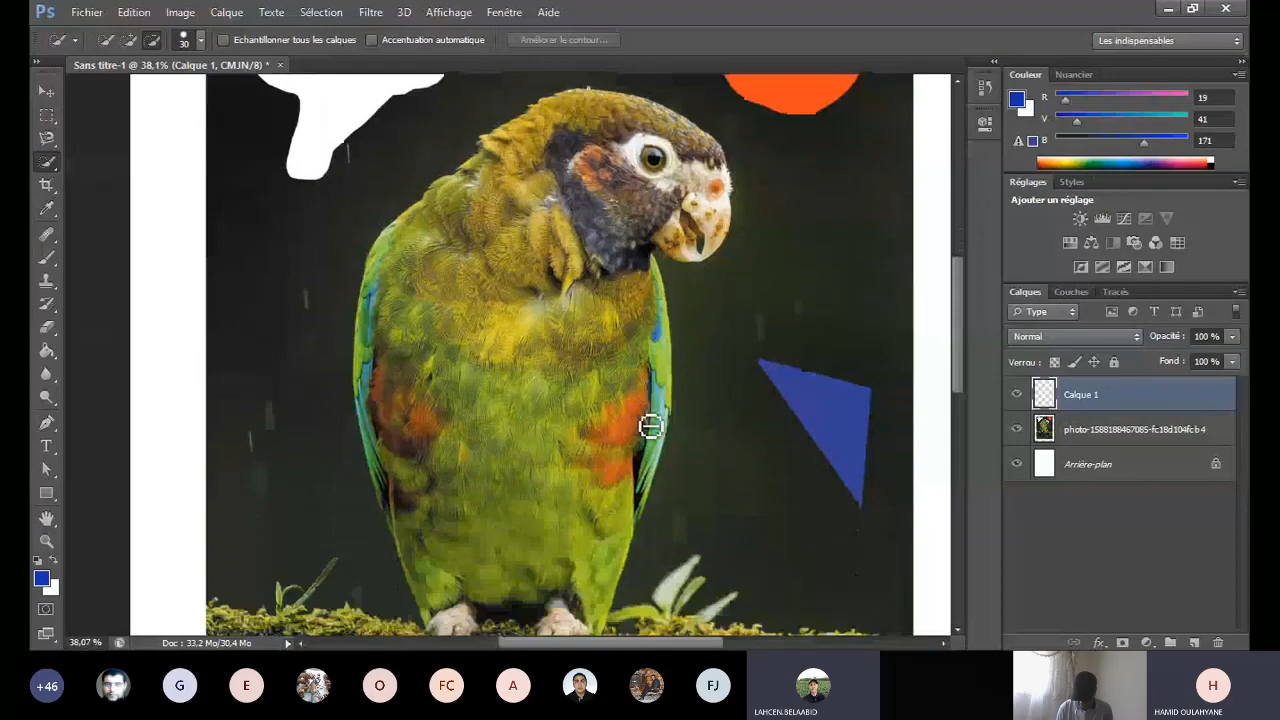 Ps Fichier Edition Image Calque Texte Sélection Filtre 3D Affichage Fenêtre Aide
30 Echantillonner tous les calques Accentuation automatique Améliorer le contour... Les indispensables
Sans titre-1 @ 38,1% (Calque 1, CMJN/8) * ×
Couleur Nuancier
R 19
V 41
B 171
Réglages Styles
Ajouter un réglage
Calques Couches Tracés
Type
Normal Opacité : 100 %
Verrou : Fond : 100 %
Calque 1
photo-1588188467085-fc18d104fcb4
Arrière-plan
38,07 % Doc : 33,2 Mo/30,4 Mo
fx
+46 G E O FC A FJ H
LAHCEN.BELAABID HAMID OULAHYANE